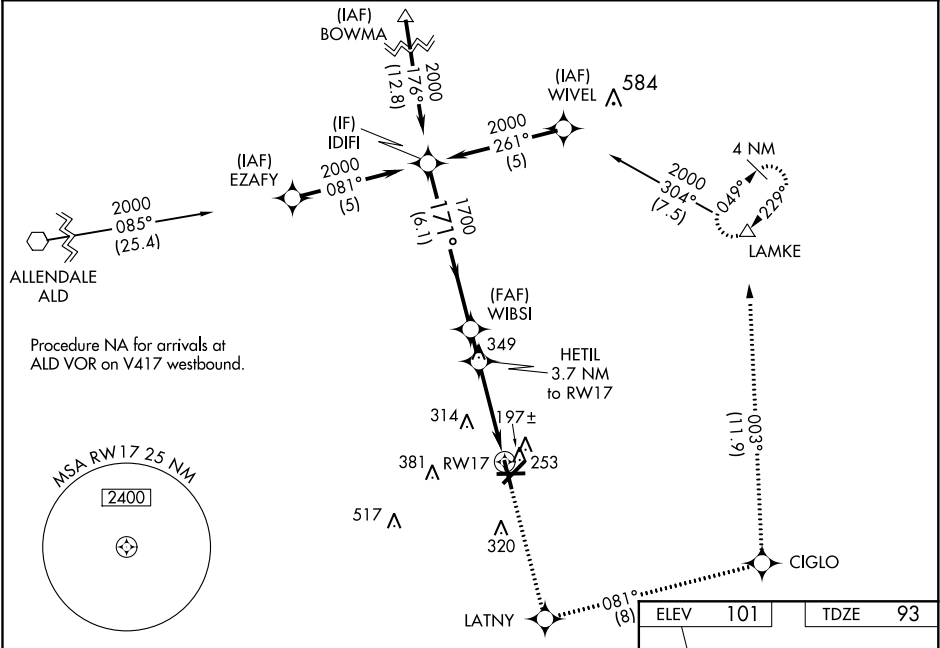 (IAF)
BOWMA
2000
176°
(12.8)
(IAF)
WIVEL
584
(IF)
IDIFI
2000
261°
(5)
4 NM
(IAF)
EZAFY
2000
081°
(5)
2000
304°
(7.5)
049°
229°
LAMKE
2000
085°
(25.4)
1700
171°
(6.1)
ALLENDALE
ALD
(FAF)
WIBSI
Procedure NA for arrivals at
ALD VOR on V417 westbound.
349
HETIL
3.7 NM
to RW17
314
197±
003°
(11.9)
381
RW17
253
MSA RW17 25 NM
2400
517
320
CIGLO
081°
(8)
LATNY
ELEV 101
TDZE 93